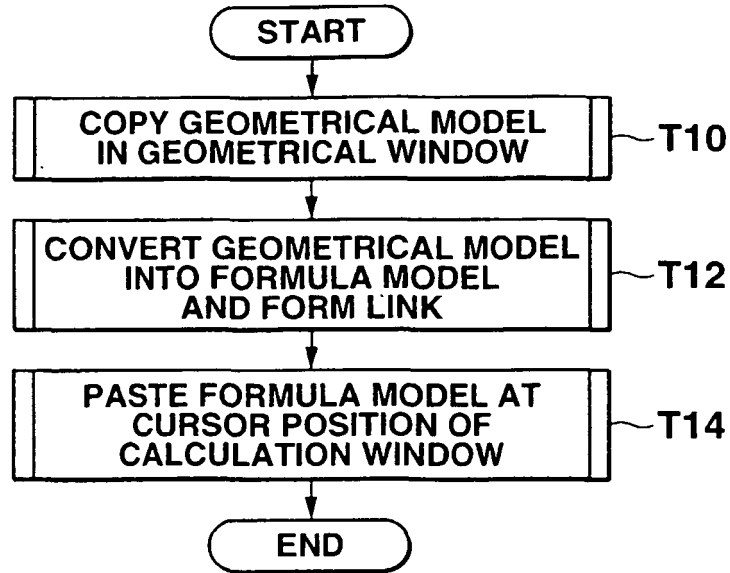 START
COPY GEOMETRICAL MODEL
IN GEOMETRICAL WINDOW
T10
CONVERT GEOMETRICAL MODEL
INTO FORMULA MODEL
AND FORM LINK
T12
PASTE FORMULA MODEL AT
CURSOR POSITION OF
CALCULATION WINDOW
T14
END